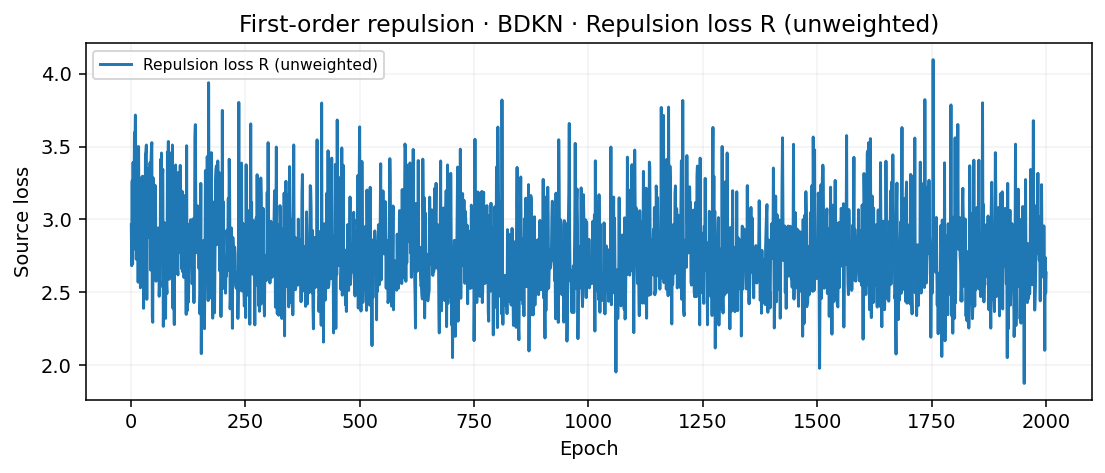 First-order repulsion · BDKN · Repulsion loss R (unweighted)
Repulsion loss R (unweighted)
Source loss
4.0
3.5
3.0
2.5
2.0
0 250 500 750 1000 1250 1500 1750 2000
Epoch